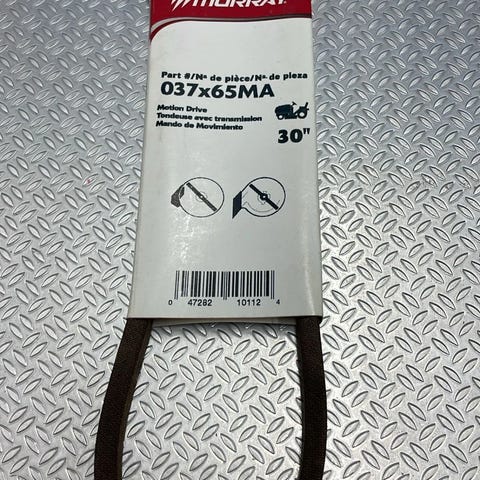 MURRAY
Part #/Nº de pièce/Nº de pieza
037x65MA
Motion Drive
Tondeuse avec transmission
Mando de Movimiento
30"
0 47282 10112 4